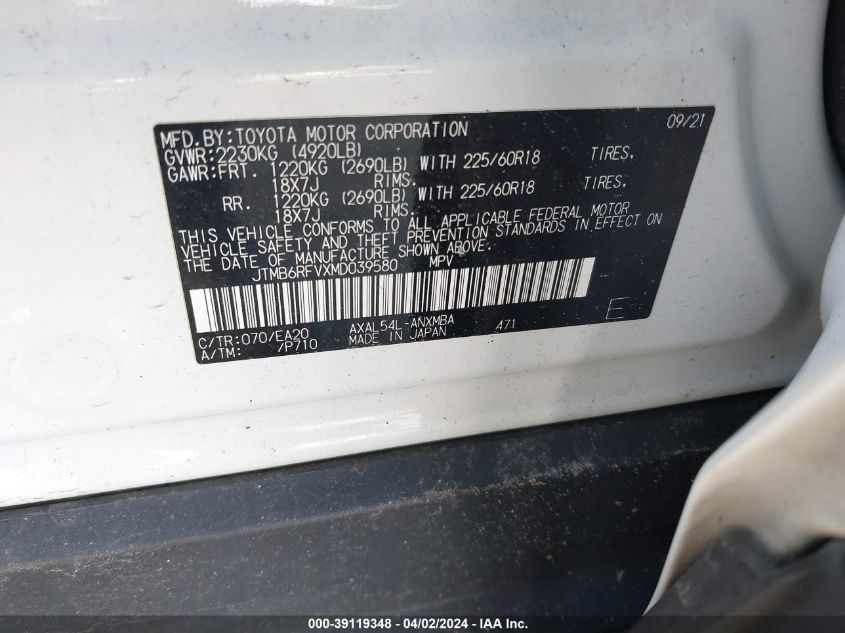 MFD.BY:TOYOTA MOTOR CORPORATION 09/21
GVWR:2230KG (4920LB)
GAWR:FRT. 1220KG (2690LB) WITH 225/60R18 TIRES,
18X7J RIMS.
RR. 1220KG (2690LB) WITH 225/60R18 TIRES,
18X7J RIMS.
THIS VEHICLE CONFORMS TO ALL APPLICABLE FEDERAL MOTOR
VEHICLE SAFETY AND THEFT PREVENTION STANDARDS IN EFFECT ON
THE DATE OF MANUFACTURE SHOWN ABOVE.
JTMB6RFVXMD039580 MPV
E
C/TR:070/EA20 AXAL54L-ANXMBA 471
A/TM: /P710 MADE IN JAPAN
000-39119348 - 04/02/2024 - IAA Inc.